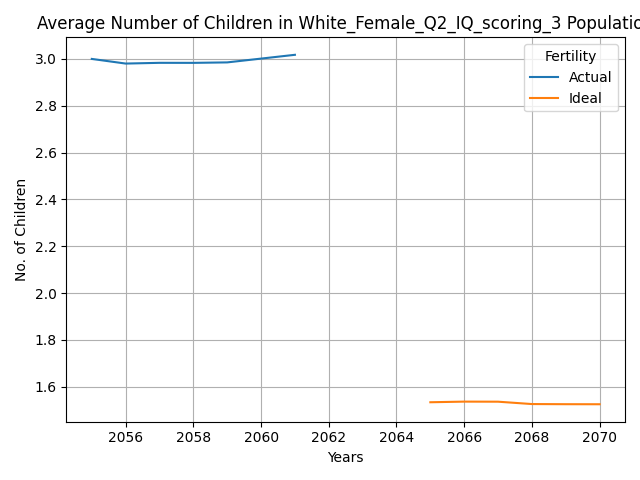 Average Number of Children in White_Female_Q2_IQ_scoring_3 Populatio
Fertility
Actual
Ideal
3.0
2.8
2.6
2.4
2.2
2.0
1.8
1.6
No. of Children
2056 2058 2060 2062 2064 2066 2068 2070
Years